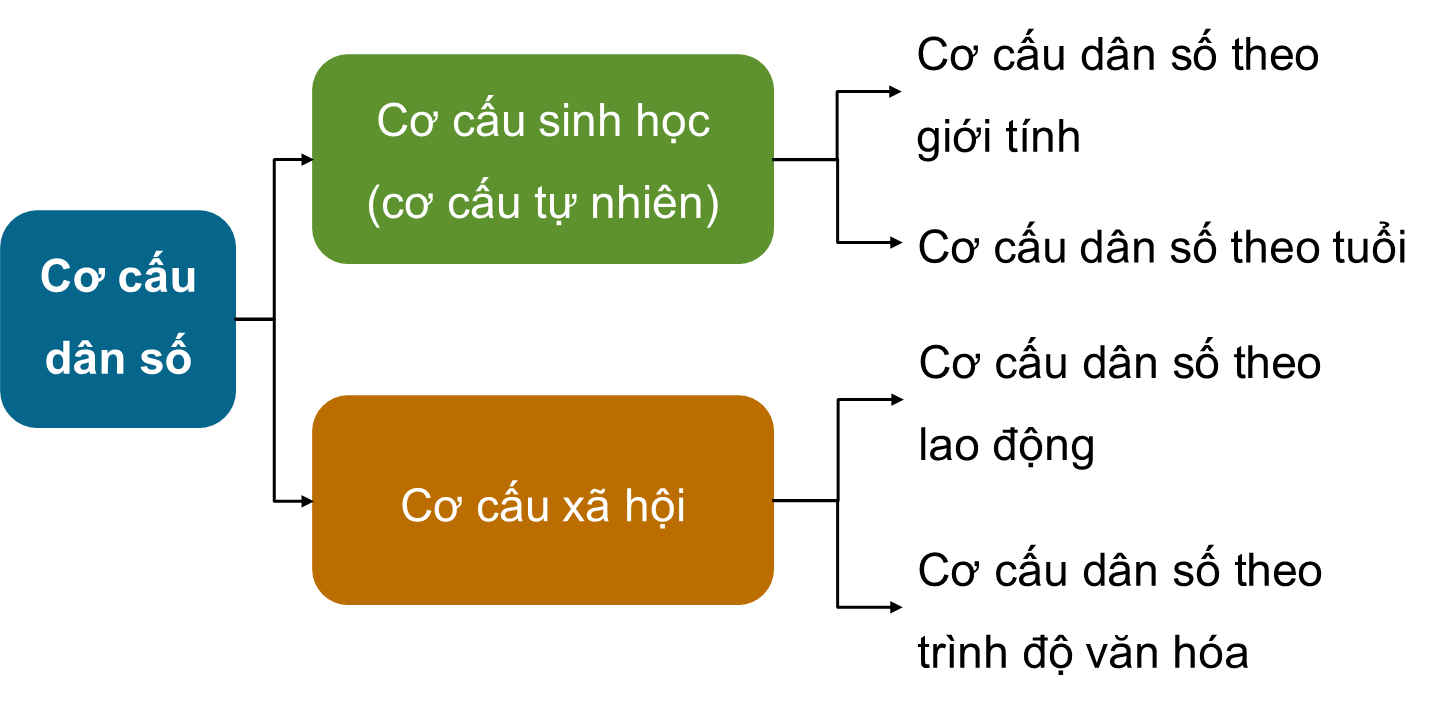 Cơ cấu
dân số
Cơ cấu sinh học
(cơ cấu tự nhiên)
Cơ cấu dân số theo
giới tính
Cơ cấu dân số theo tuổi
Cơ cấu xã hội
Cơ cấu dân số theo
lao động
Cơ cấu dân số theo
trình độ văn hóa